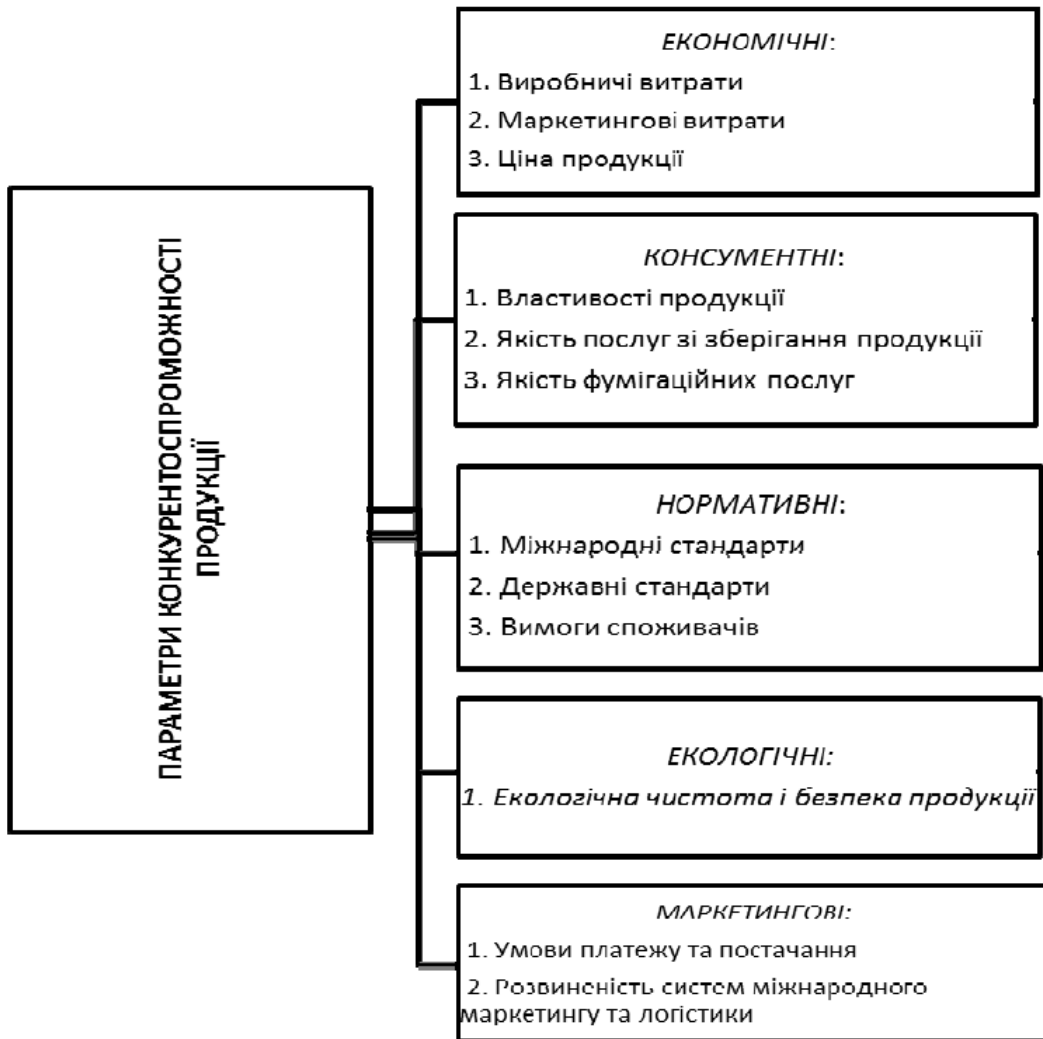 ПАРАМЕТРИ КОНКУРЕНТОСПРОМОЖНОСТІ
ПРОДУКЦІЇ
ЕКОНОМІЧНІ:
1. Виробничі витрати
2. Маркетингові витрати
3. Ціна продукції
КОНСУМЕНТНІ:
1. Властивості продукції
2. Якість послуг зі зберігання продукції
3. Якість фумігаційних послуг
НОРМАТИВНІ:
1. Міжнародні стандарти
2. Державні стандарти
3. Вимоги споживачів
ЕКОЛОГІЧНІ:
1. Екологічна чистота і безпека продукції
МАРКЕТИНГОВІ:
1. Умови платежу та постачання
2. Розвиненість систем міжнародного
маркетингу та логістики